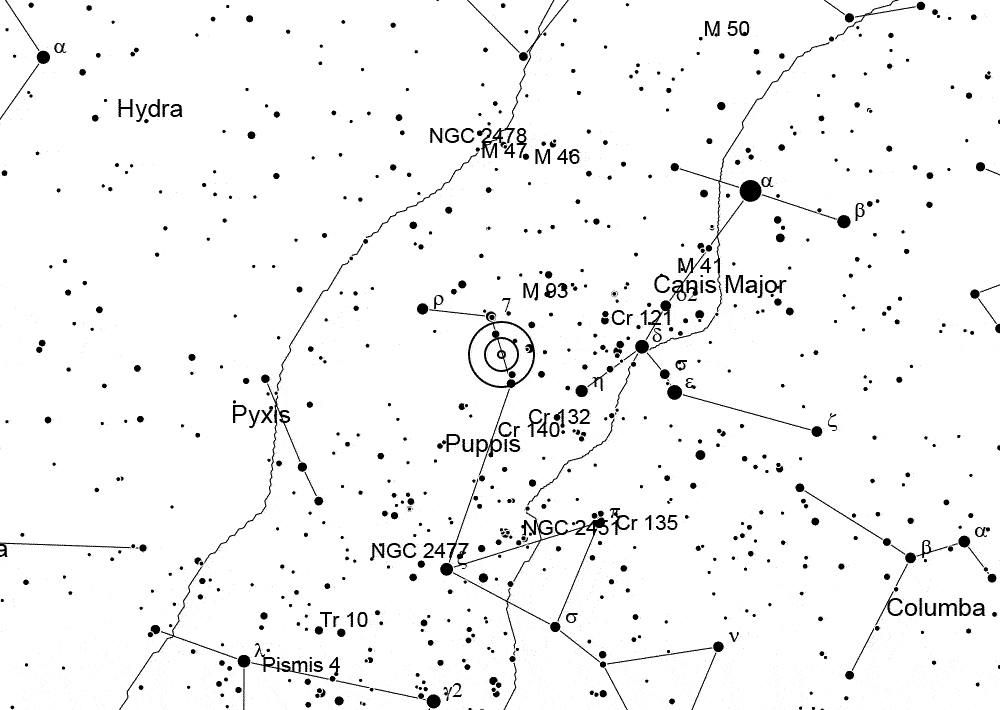 M 50
α
Hydra
NGC 2478
M 47
M 46
α
β
M 41
Canis Major
ο2
M 93
ρ
7
Cr 121
δ
σ
ε
η
ζ
Pyxis
Cr 132
Cr 140
Puppis
π
Cr 135
NGC 2451
α
β
a
NGC 2477
ζ
Columba
σ
Tr 10
ν
λ
Pismis 4
γ2